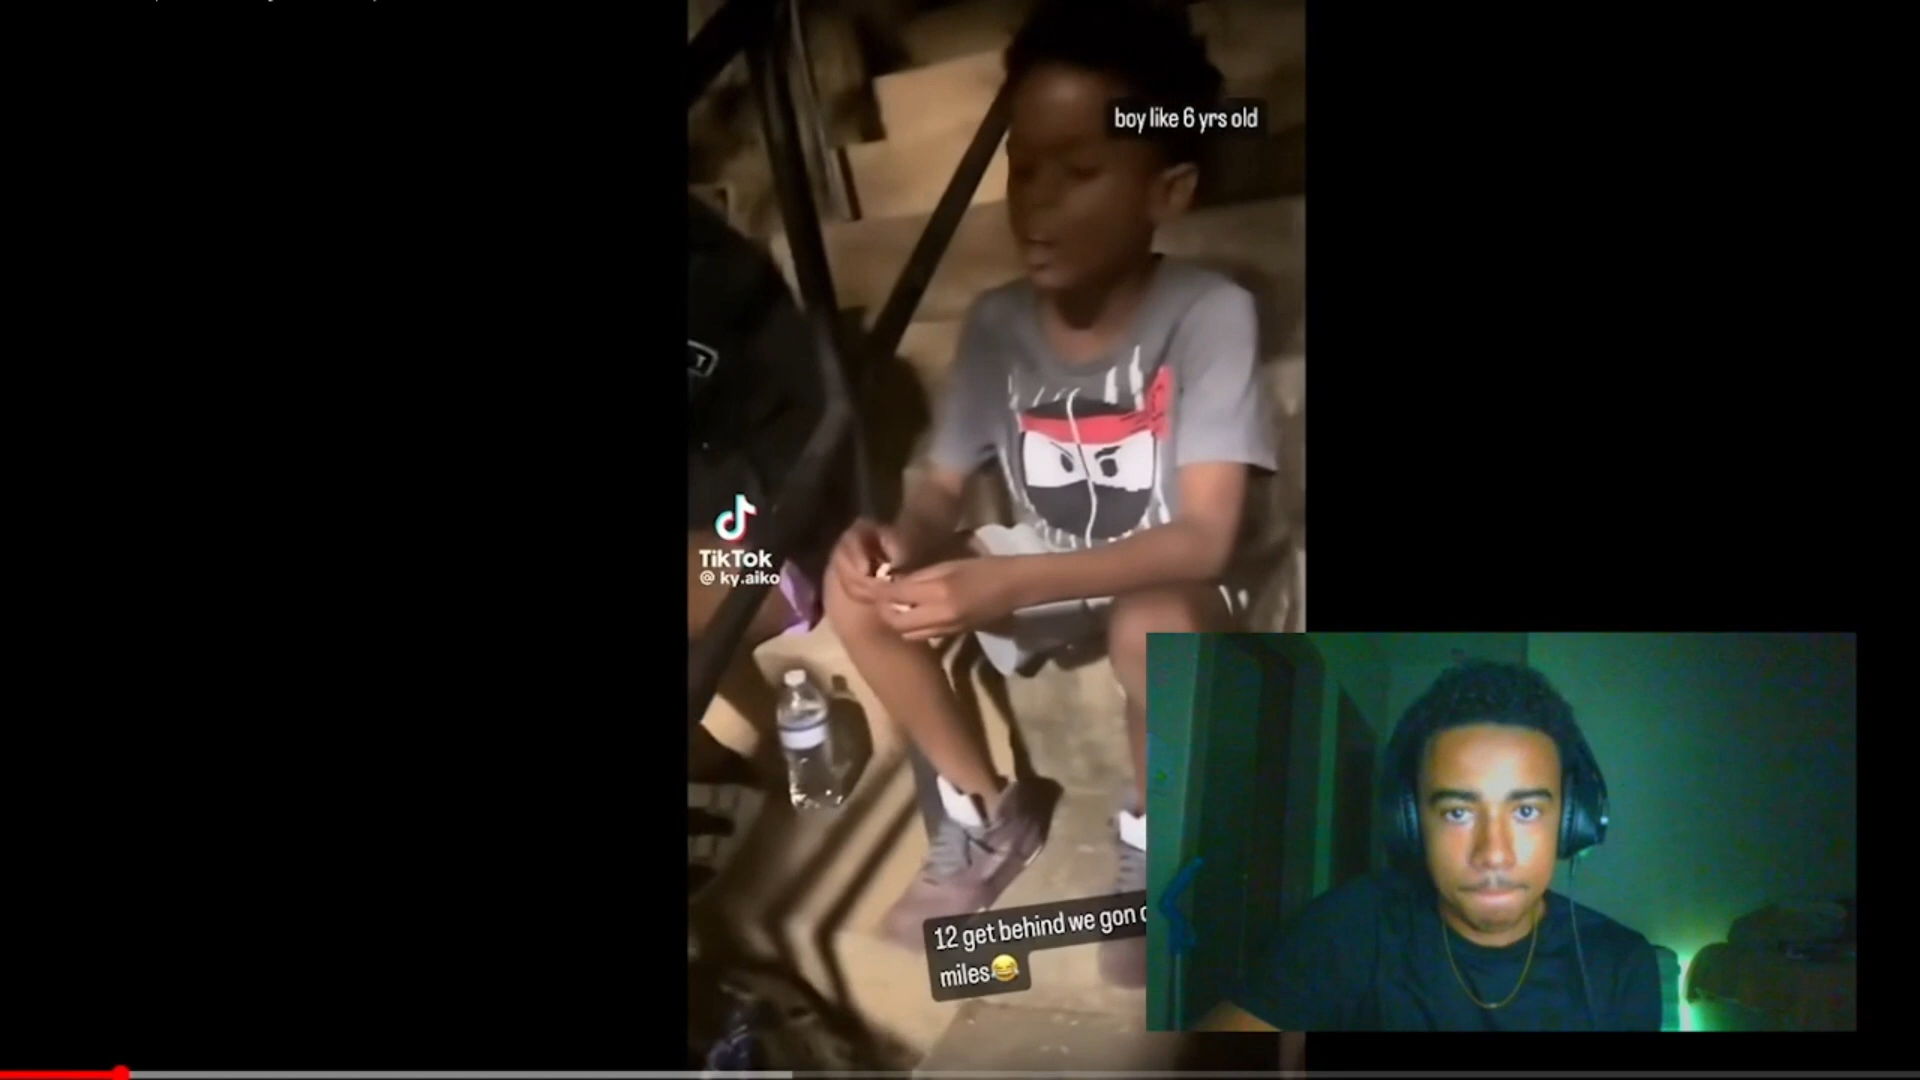 boy like 6 yrs old
T
TikTok
@ ky.aiko
12 get behind we gon
miles😂